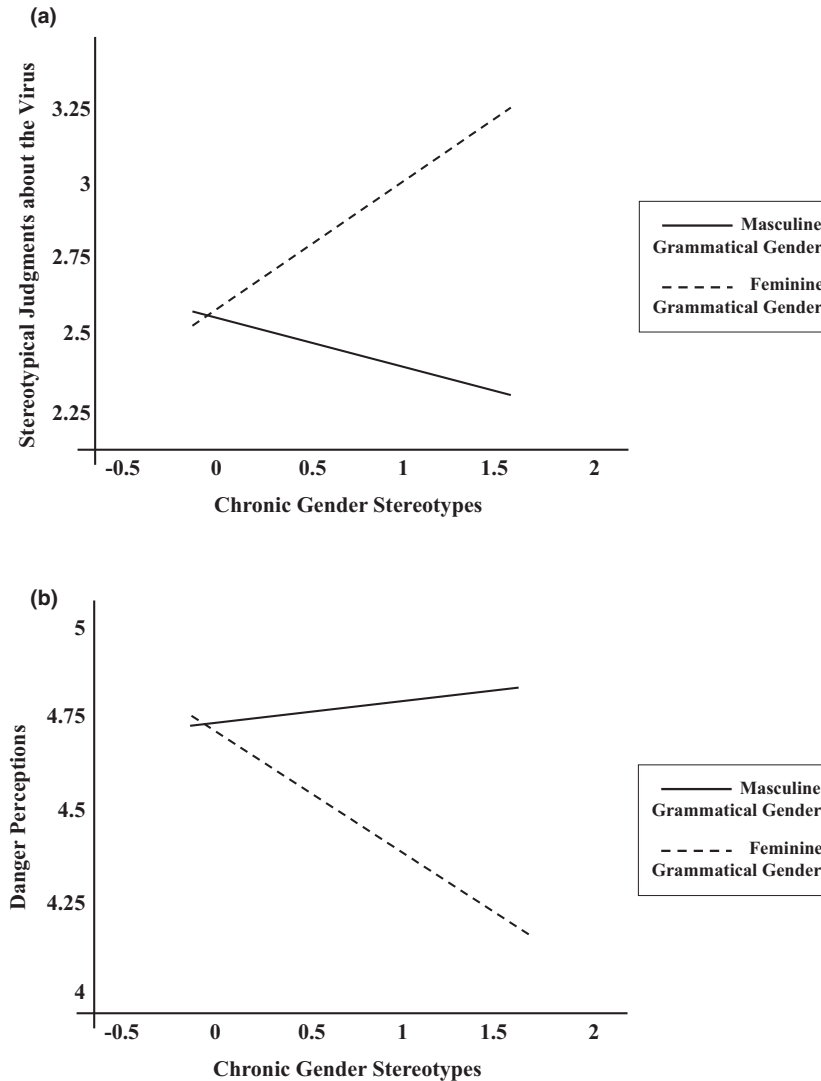 (a)
Stereotypical Judgments about the Virus
3.25
3
2.75
2.5
2.25
-0.5 0 0.5 1 1.5 2
Chronic Gender Stereotypes
Masculine
Grammatical Gender
Feminine
Grammatical Gender
(b)
Danger Perceptions
5
4.75
4.5
4.25
4
-0.5 0 0.5 1 1.5 2
Chronic Gender Stereotypes
Masculine
Grammatical Gender
Feminine
Grammatical Gender